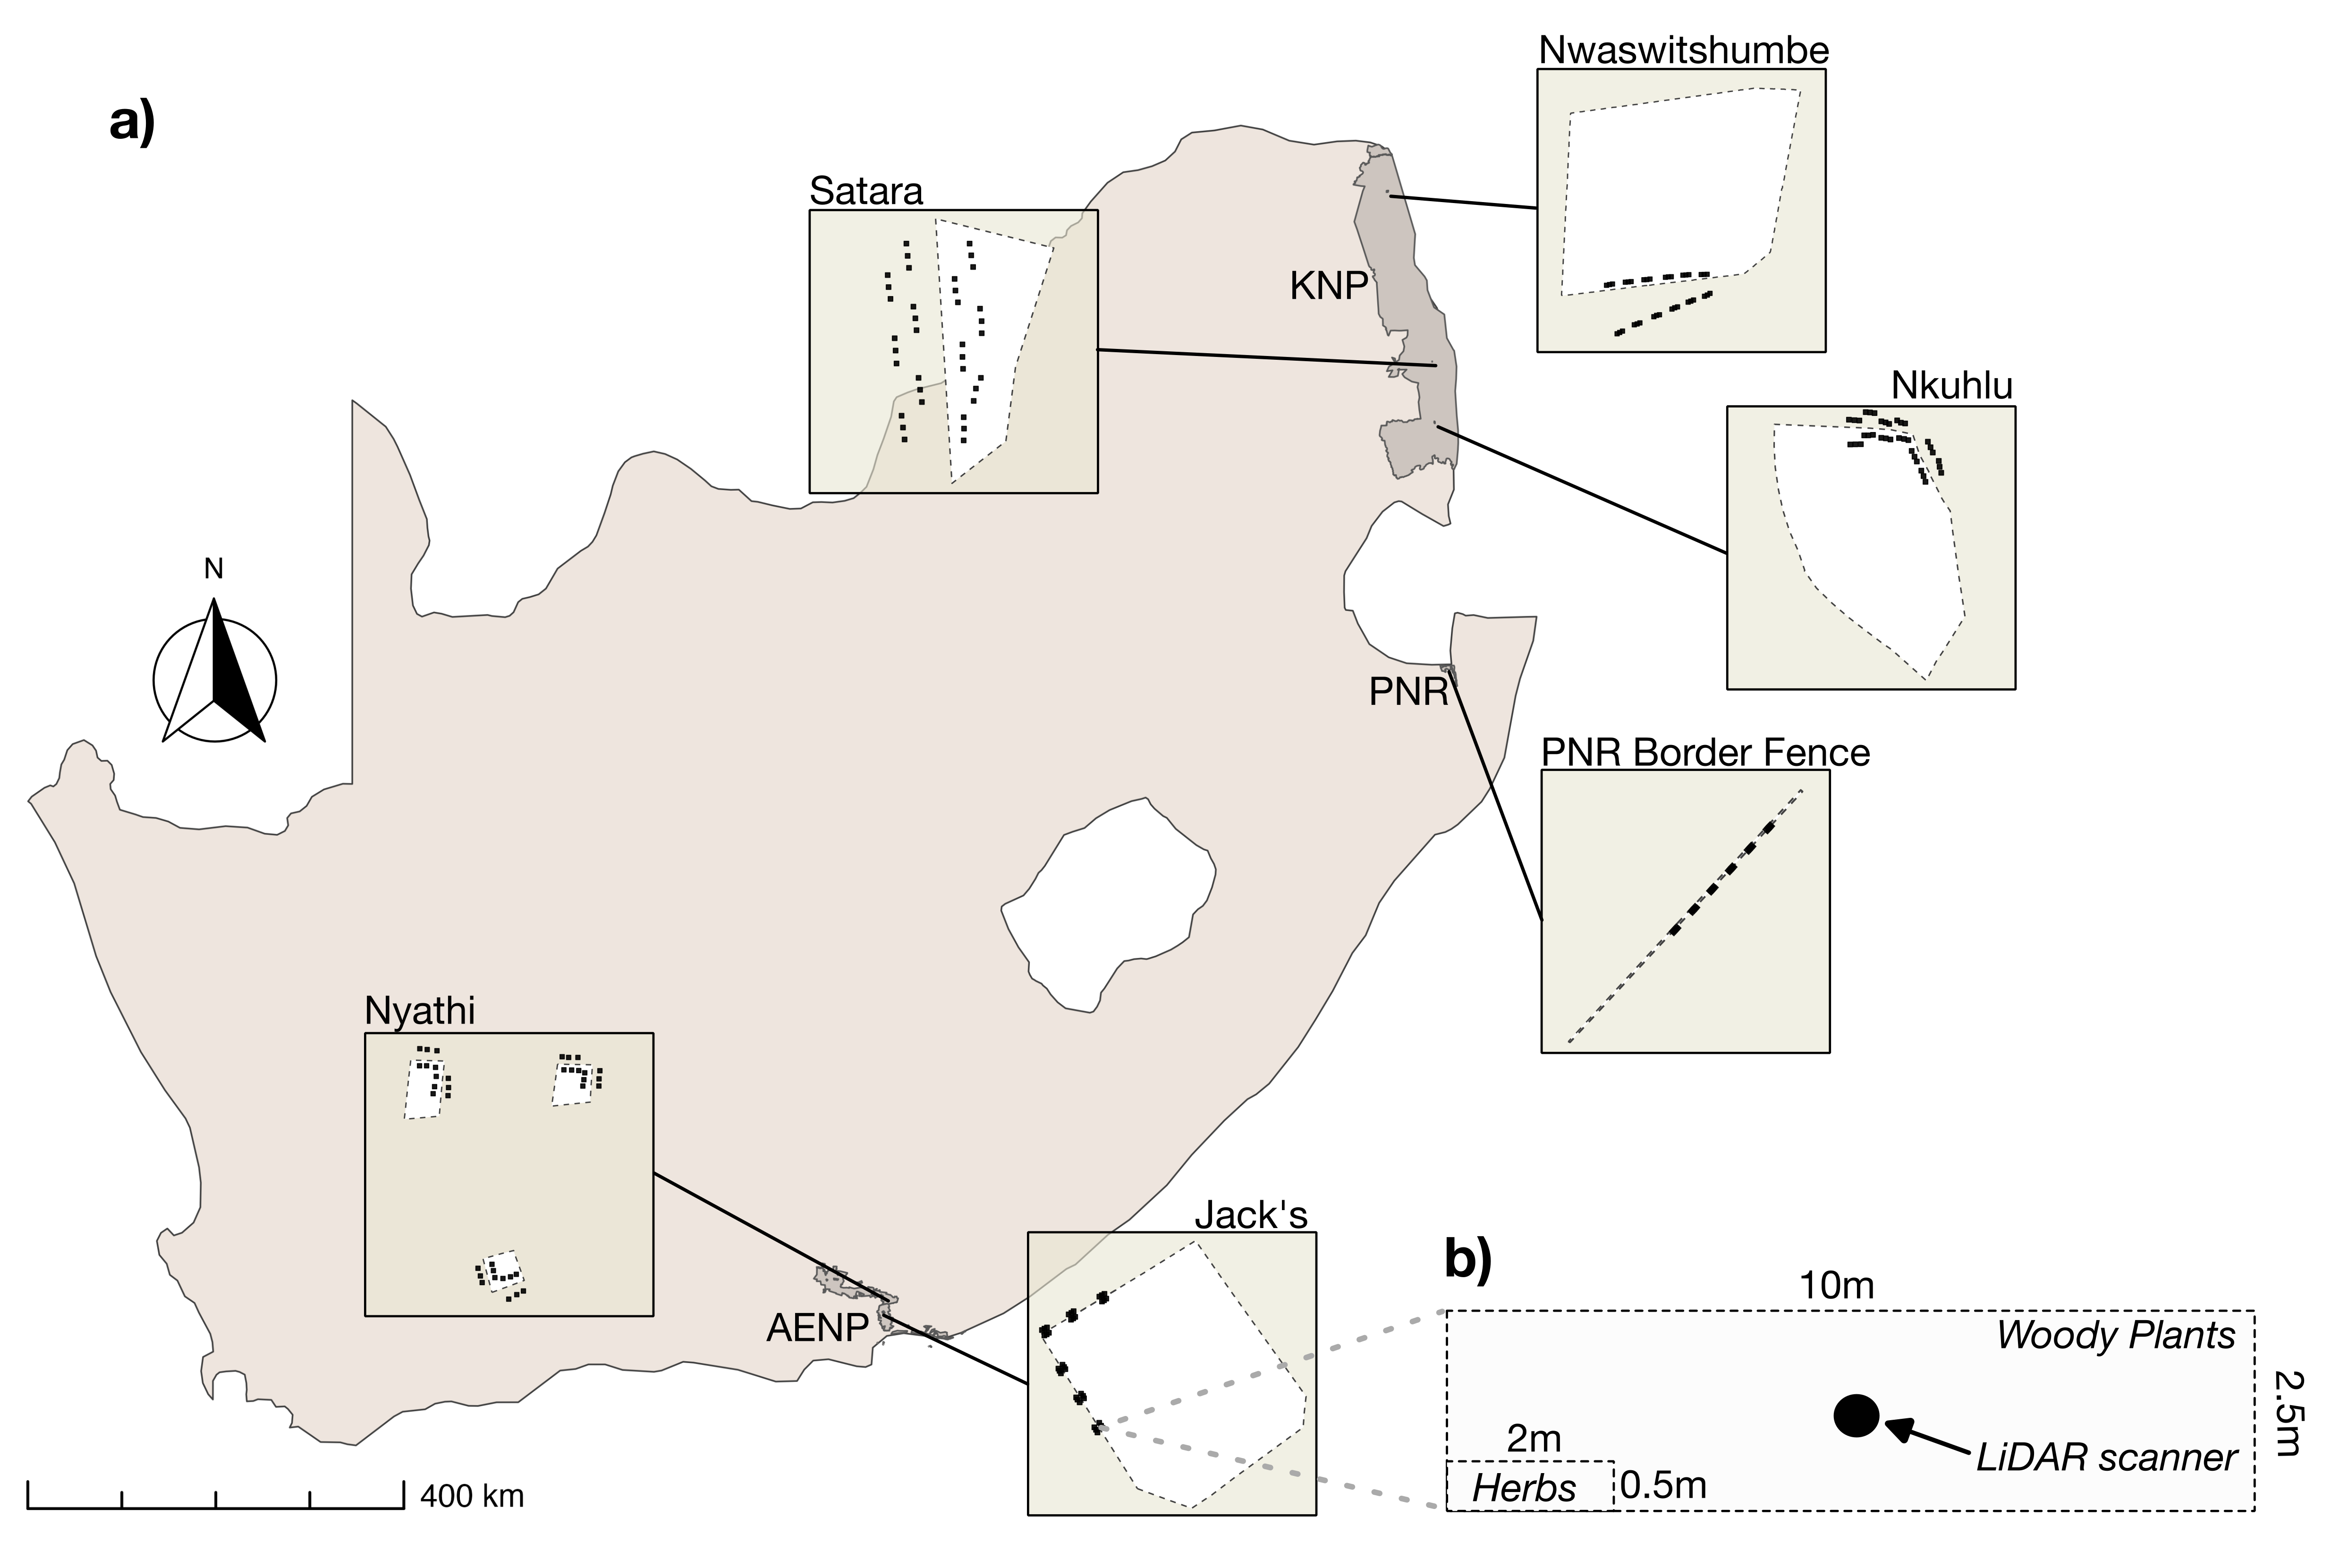 a)
Nwaswitshumbe
Satara
KNP
Nkuhlu
N
PNR
PNR Border Fence
Nyathi
Jack's
AENP
400 km
b)
10m
Woody Plants
2.5m
LiDAR scanner
2m
Herbs
0.5m